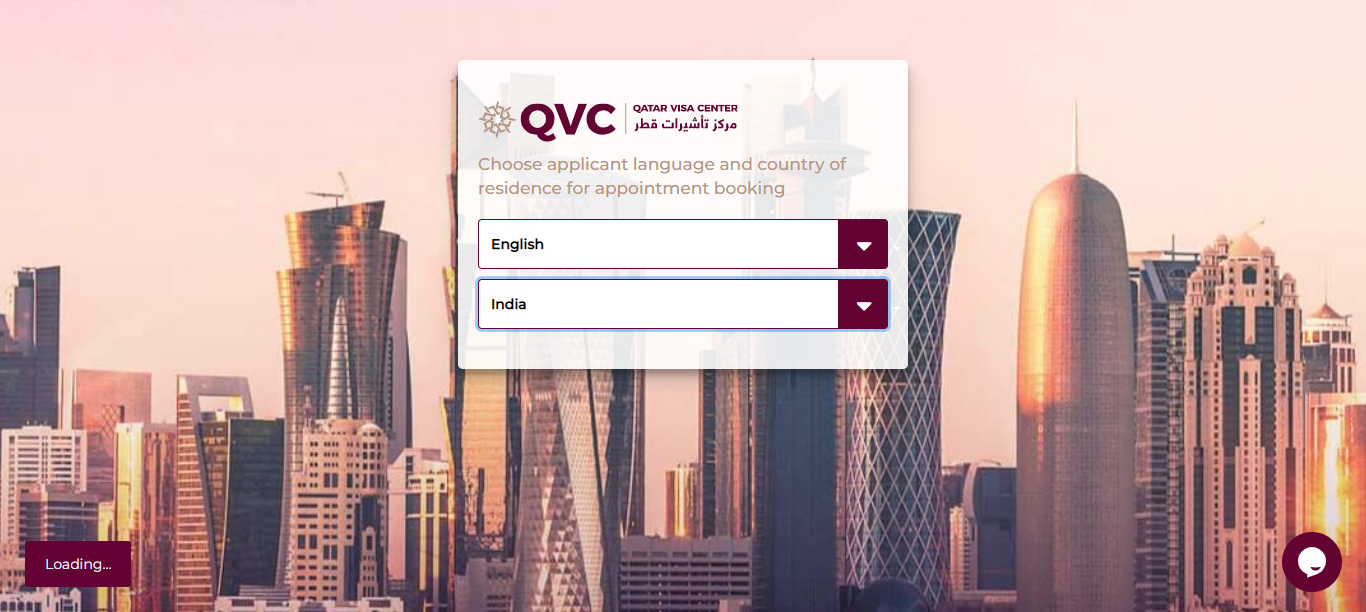 QVC
QATAR VISA CENTER
مركز تأشيرات قطر
Choose applicant language and country of
residence for appointment booking
English
India
Loading...